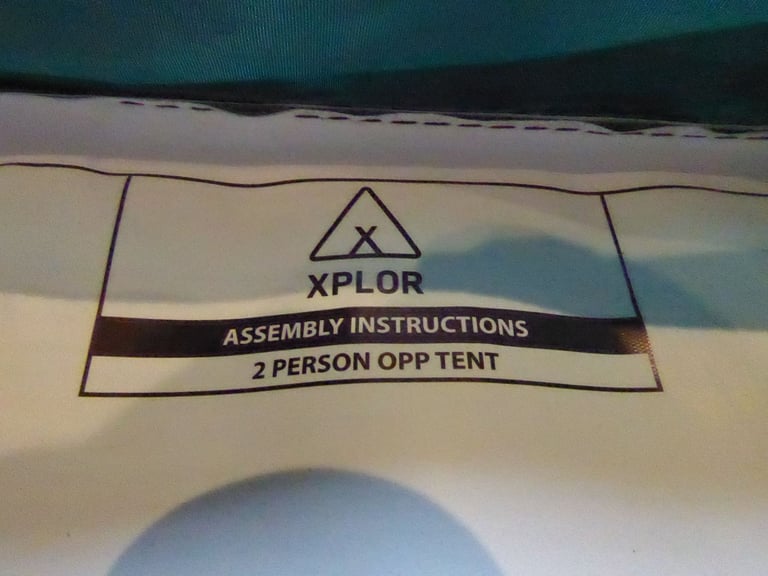 X
XPLOR
ASSEMBLY INSTRUCTIONS
2 PERSON OPP TENT